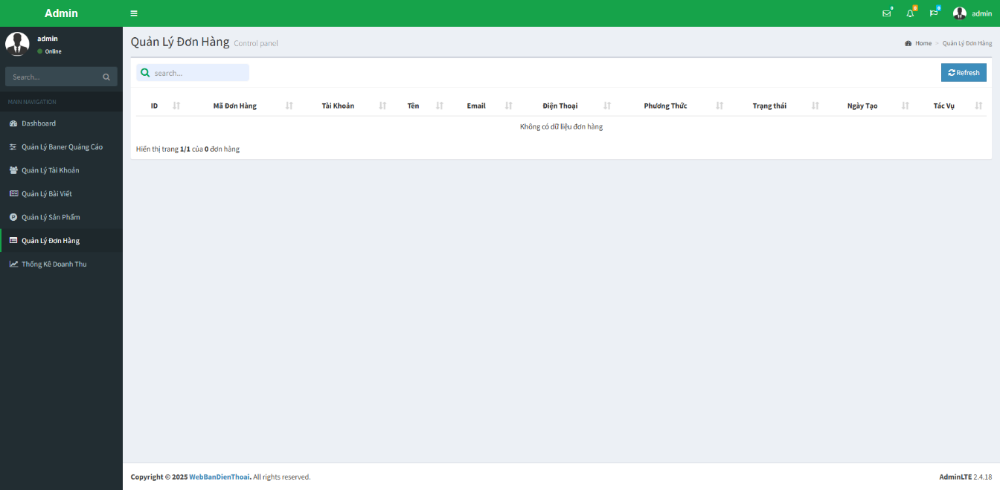 Admin
0
0
0
admin
admin
Online
Search...
MAIN NAVIGATION
Dashboard
Quản Lý Baner Quảng Cáo
Quản Lý Tài Khoản
Quản Lý Bài Viết
Quản Lý Sản Phẩm
Quản Lý Đơn Hàng
Thống Kê Doanh Thu
Quản Lý Đơn Hàng Control panel
Home > Quản Lý Đơn Hàng
search...
Refresh
ID Mã Đơn Hàng Tài Khoản Tên Email Điện Thoại Phương Thức Trạng thái Ngày Tạo Tác Vụ
Không có dữ liệu đơn hàng
Hiển thị trang 1/1 của 0 đơn hàng
Copyright © 2025 WebBanDienThoai. All rights reserved.
AdminLTE 2.4.18